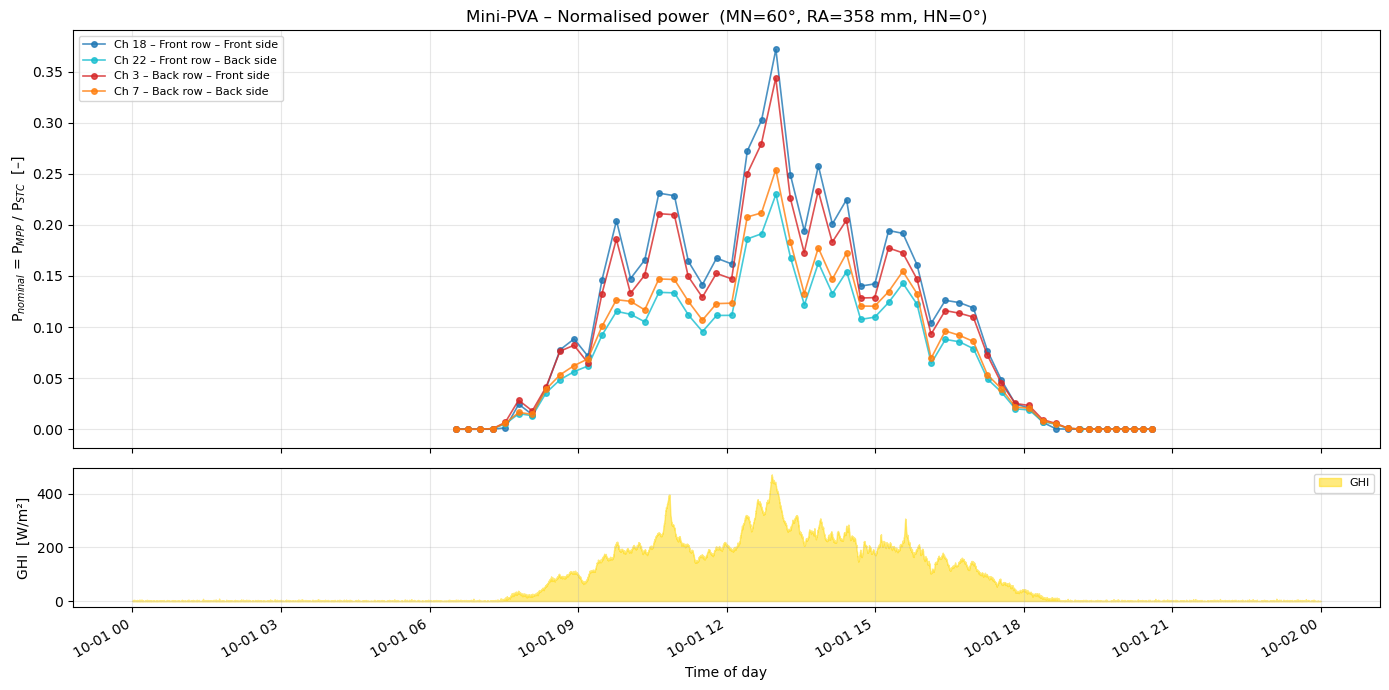 Mini-PVA – Normalised power  (MN=60°, RA=358 mm, HN=0°)
Ch 18 – Front row – Front side
Ch 22 – Front row – Back side
Ch 3 – Back row – Front side
Ch 7 – Back row – Back side
P_nominal = P_MPP / P_STC  [–]
0.35
0.30
0.25
0.20
0.15
0.10
0.05
0.00
GHI
GHI  [W/m²]
400
200
0
10-01 00
10-01 03
10-01 06
10-01 09
10-01 12
10-01 15
10-01 18
10-01 21
10-02 00
Time of day